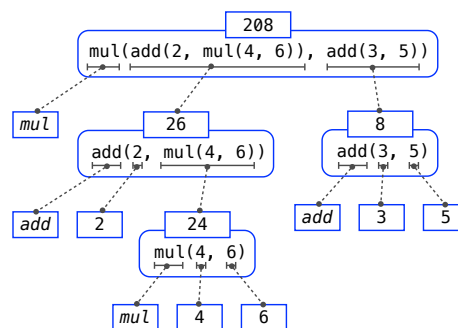 208
mul(add(2, mul(4, 6)), add(3, 5))
mul
26
8
add(2, mul(4, 6))
add(3, 5)
add
2
24
add
3
5
mul(4, 6)
mul
4
6